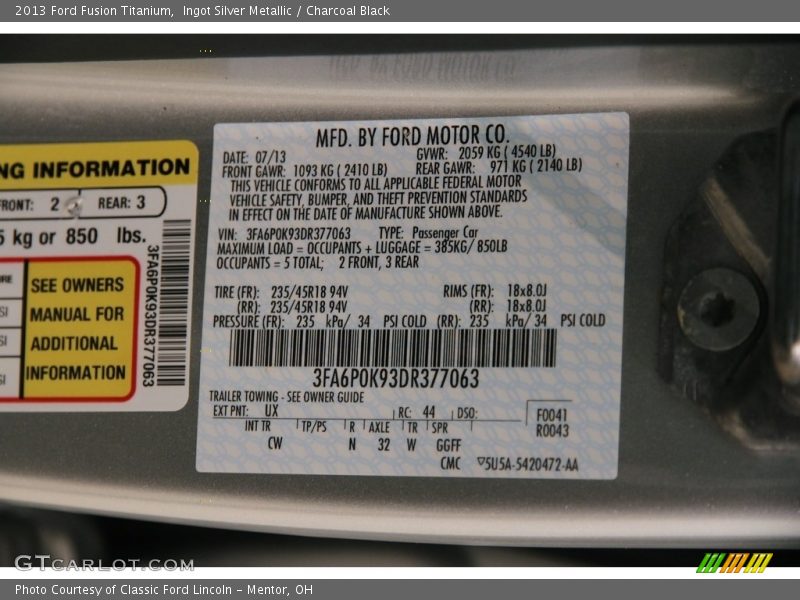 2013 Ford Fusion Titanium,  Ingot Silver Metallic / Charcoal Black
NG INFORMATION
FRONT: 2
REAR: 3
5 kg or 850 lbs.
SEE OWNERS
MANUAL FOR
ADDITIONAL
INFORMATION
3FA6P0K93DR377063
MFD. BY FORD MOTOR CO.
DATE: 07/13 GVWR: 2059 KG ( 4540 LB)
FRONT GAWR: 1093 KG ( 2410 LB) REAR GAWR: 971 KG ( 2140 LB)
THIS VEHICLE CONFORMS TO ALL APPLICABLE FEDERAL MOTOR
VEHICLE SAFETY, BUMPER, AND THEFT PREVENTION STANDARDS
IN EFFECT ON THE DATE OF MANUFACTURE SHOWN ABOVE.
VIN: 3FA6P0K93DR377063 TYPE: Passenger Car
MAXIMUM LOAD = OCCUPANTS + LUGGAGE = 385KG/ 850LB
OCCUPANTS = 5 TOTAL; 2 FRONT, 3 REAR
TIRE (FR): 235/45R18 94V RIMS (FR): 18x8.0J
(RR): 235/45R18 94V (RR): 18x8.0J
PRESSURE (FR): 235 kPa/ 34 PSI COLD (RR): 235 kPa/ 34 PSI COLD
3FA6P0K93DR377063
TRAILER TOWING - SEE OWNER GUIDE
EXT PNT: UX RC: 44 DSO: F0041
INT TR TP/PS R AXLE TR SPR R0043
CW N 32 W GGFF
CMC ▽5U5A-5420472-AA
GTCARLOT.COM
Photo Courtesy of Classic Ford Lincoln - Mentor, OH